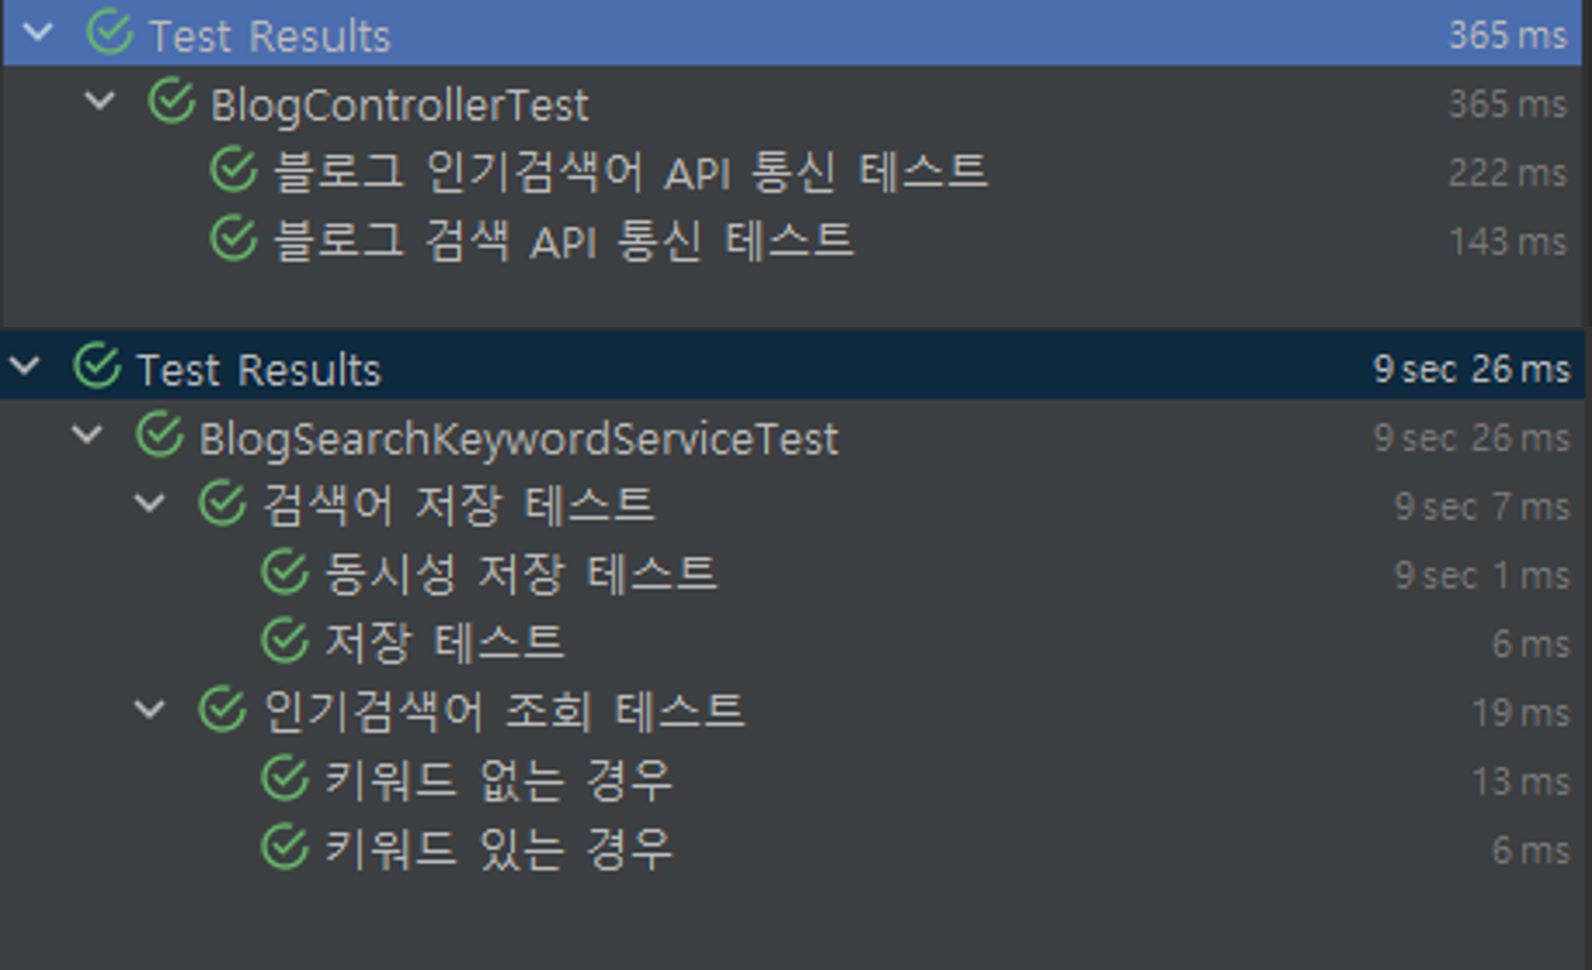 Test Results 365 ms
BlogControllerTest 365 ms
블로그 인기검색어 API 통신 테스트 222 ms
블로그 검색 API 통신 테스트 143 ms
Test Results 9 sec 26 ms
BlogSearchKeywordServiceTest 9 sec 26 ms
검색어 저장 테스트 9 sec 7 ms
동시성 저장 테스트 9 sec 1 ms
저장 테스트 6 ms
인기검색어 조회 테스트 19 ms
키워드 없는 경우 13 ms
키워드 있는 경우 6 ms